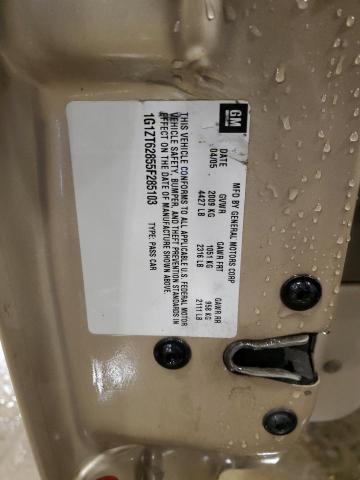 GM
MFD BY GENERAL MOTORS CORP
DATE GVWR GAWR FRT GAWR RR
04/05 2009 KG 1051 KG 958 KG
4427 LB 2316 LB 2111 LB
THIS VEHICLE CONFORMS TO ALL APPLICABLE U.S. FEDERAL MOTOR
VEHICLE SAFETY, BUMPER, AND THEFT PREVENTION STANDARDS IN
EFFECT ON THE DATE OF MANUFACTURE SHOWN ABOVE.
1G1ZT62855F285103 TYPE: PASS CAR